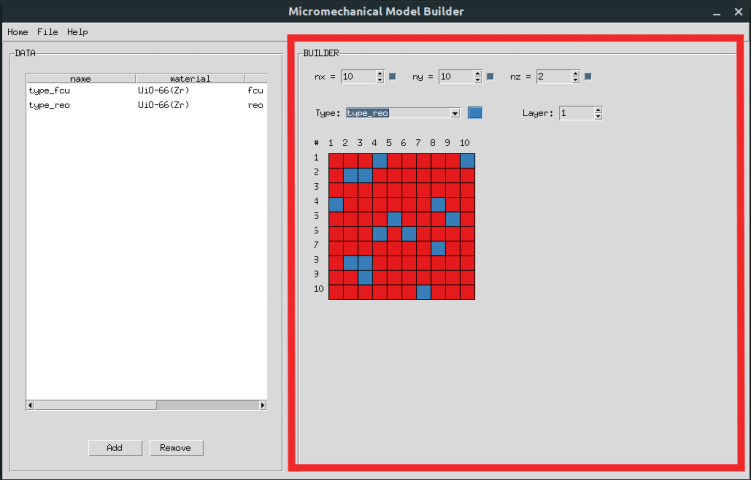 Micromechanical Model Builder
Home File Help
DATA
name material
type_fcu UiO-66(Zr) fcu
type_reo UiO-66(Zr) reo
Add Remove
BUILDER
nx = 10 ny = 10 nz = 2
Type: type_reo Layer: 1
# 1 2 3 4 5 6 7 8 9 10
1
2
3
4
5
6
7
8
9
10